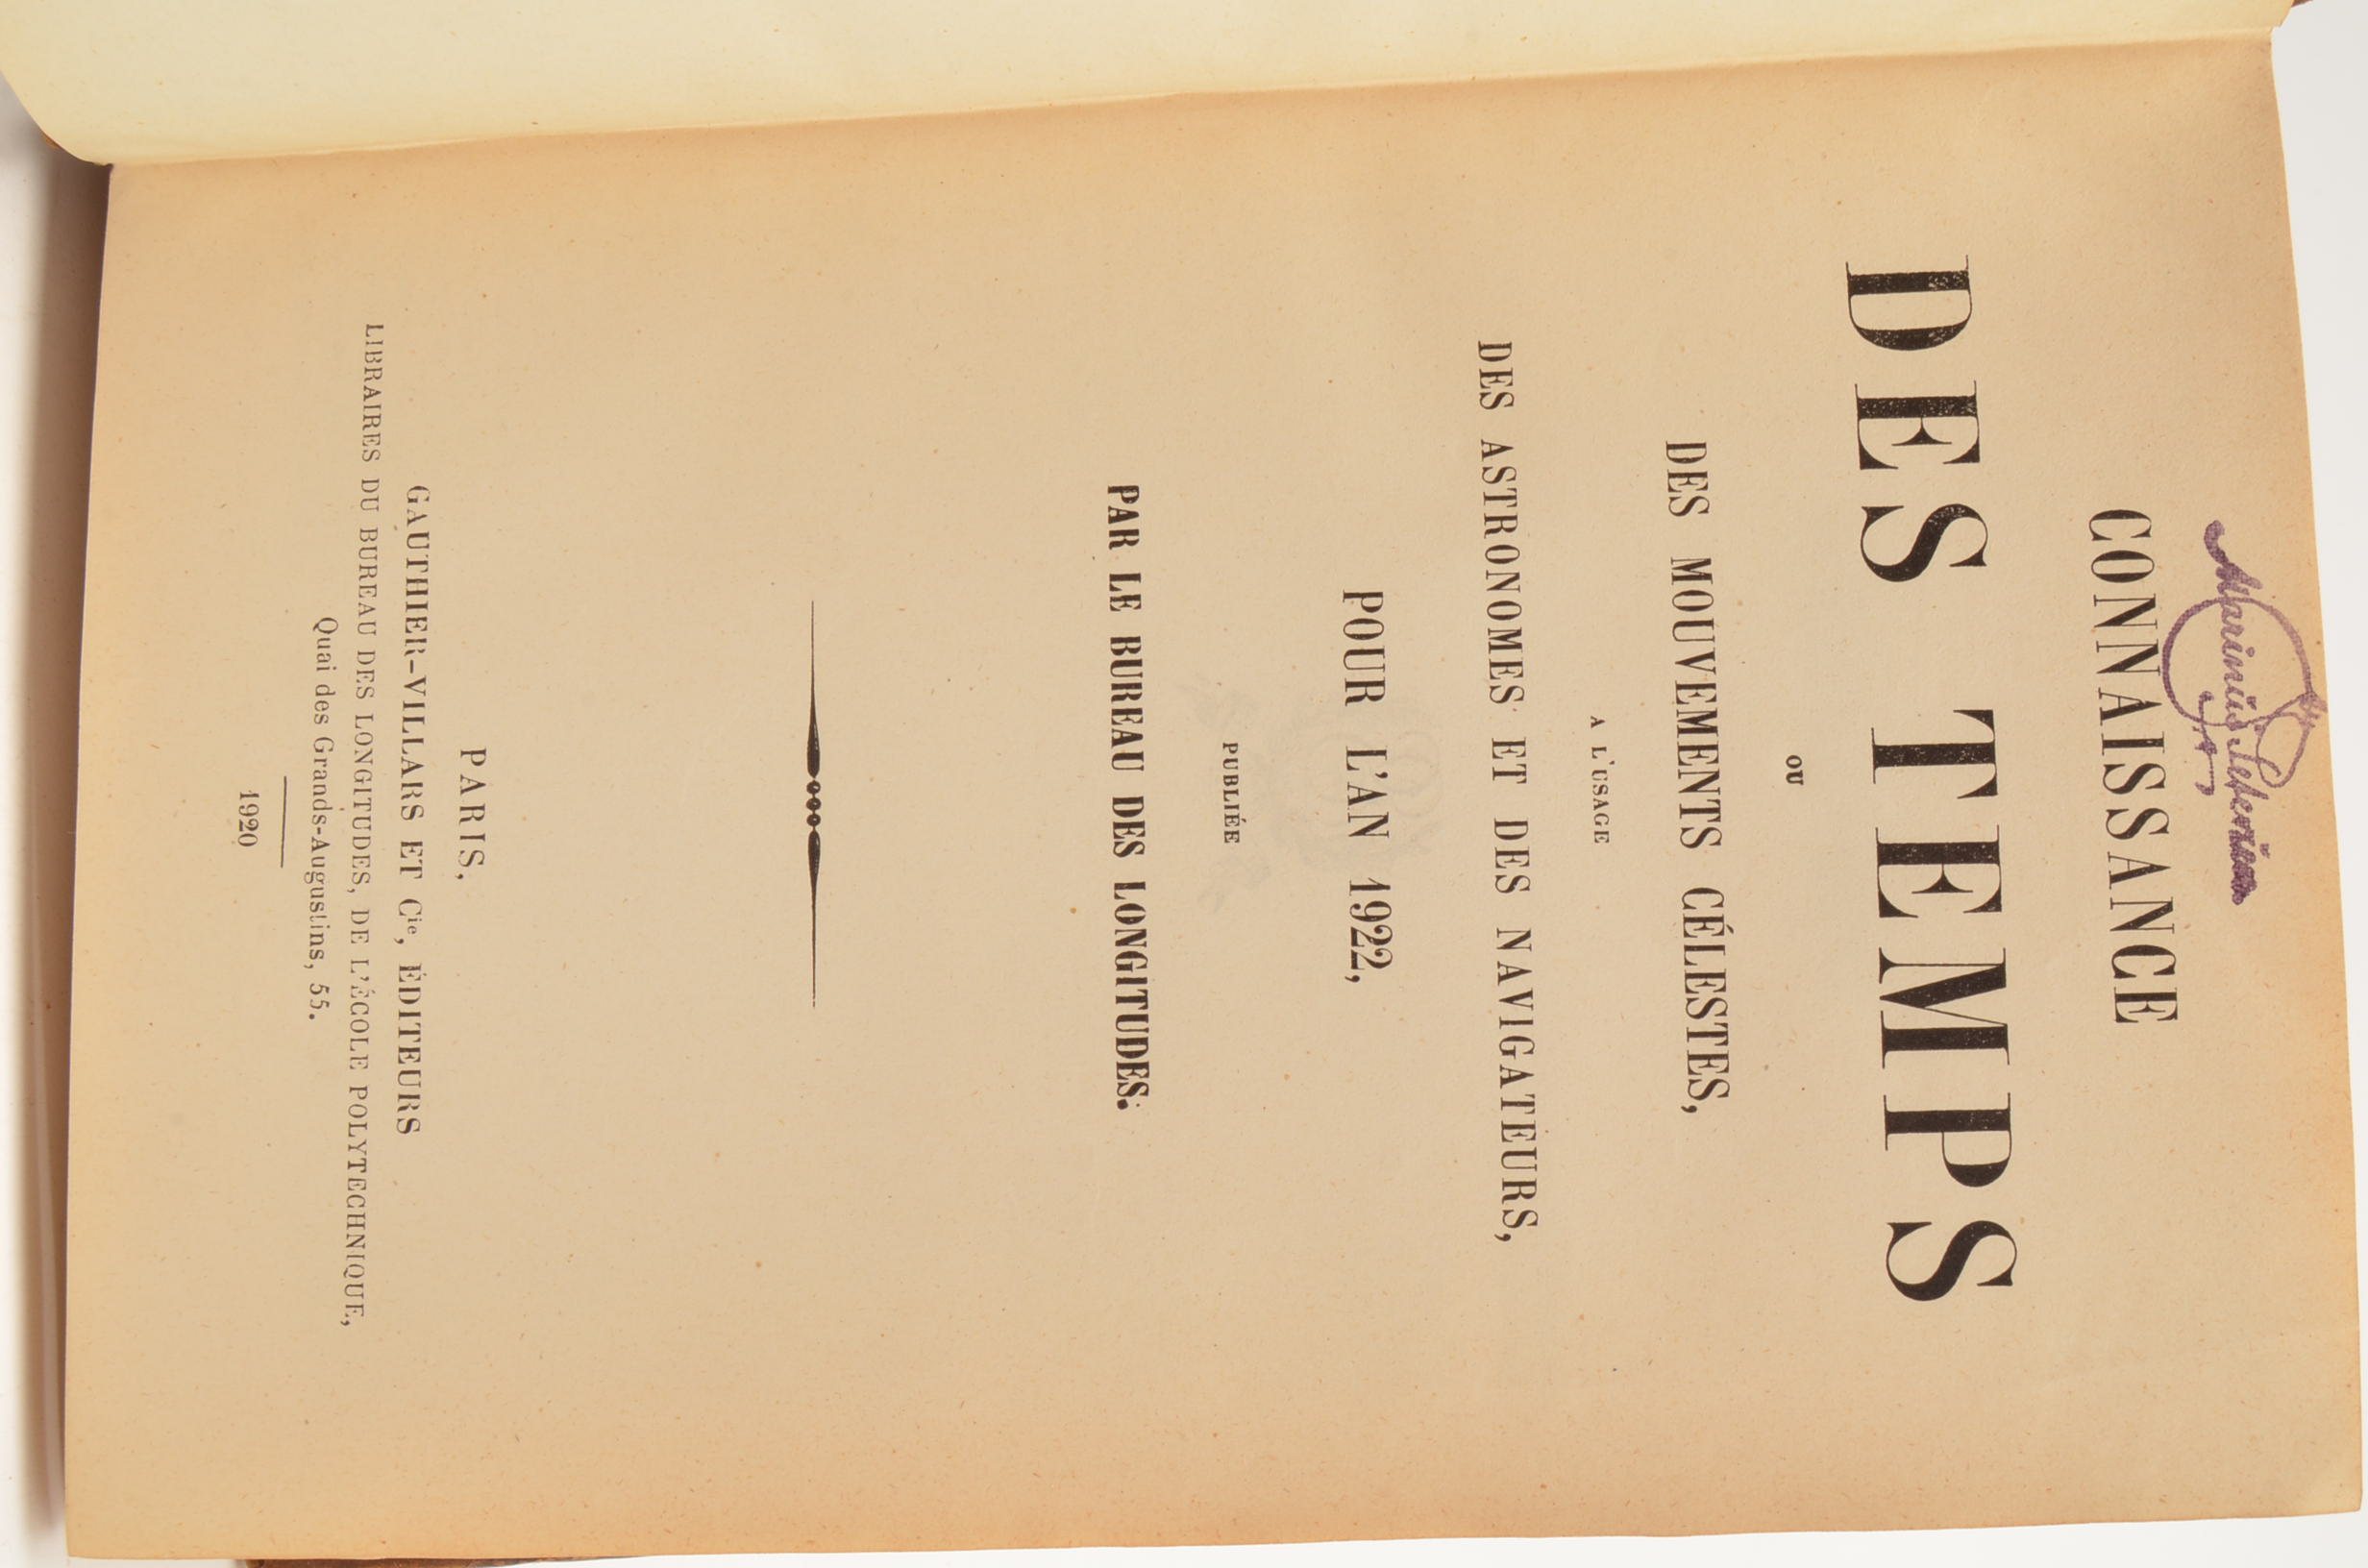 CONNAISSANCE
DES TEMPS
OU
DES MOUVEMENTS CÉLESTES,
A L'USAGE
DES ASTRONOMES ET DES NAVIGATEURS,
POUR L'AN 1922,
PUBLIÉE
PAR LE BUREAU DES LONGITUDES.
PARIS,
GAUTHIER-VILLARS ET Cie, ÉDITEURS
LIBRAIRES DU BUREAU DES LONGITUDES, DE L'ÉCOLE POLYTECHNIQUE,
Quai des Grands-Augustins, 55.
1920